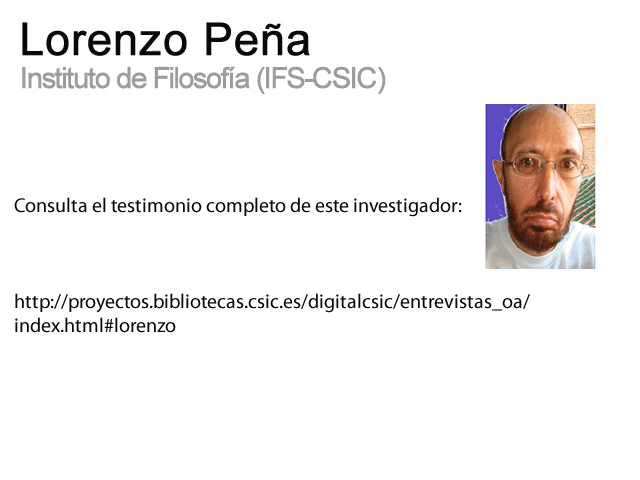 Lorenzo Peña
Instituto de Filosofía (IFS-CSIC)
Consulta el testimonio completo de este investigador:
http://proyectos.bibliotecas.csic.es/digitalcsic/entrevistas_oa/
index.html#lorenzo